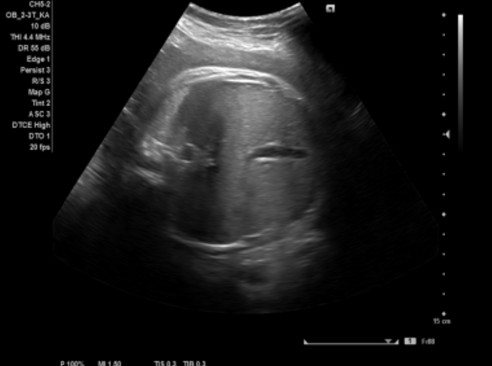 CH5-2
OB_2-3T_KA
10 dB
THI 4.4 MHz
DR 55 dB
Edge 1
Persist 3
R/S 3
Map G
Tint 2
ASC 3
DTCE High
DTO 1
20 fps
15 cm
P 100% MI 1.50 TIS 0.3 TIB 0.3